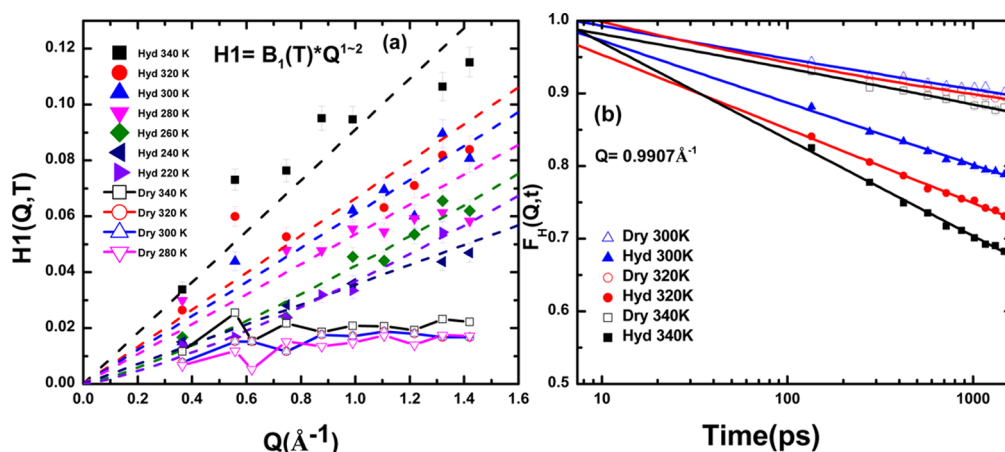 (a)
H1= B₁(T)*Q¹~²
Hyd 340 K
Hyd 320 K
Hyd 300 K
Hyd 280 K
Hyd 260 K
Hyd 240 K
Hyd 220 K
Dry 340 K
Dry 320 K
Dry 300 K
Dry 280 K
H1(Q,T)
0.12
0.10
0.08
0.06
0.04
0.02
0.00
0.0 0.2 0.4 0.6 0.8 1.0 1.2 1.4 1.6
Q(Å⁻¹)
(b)
Q= 0.9907Å⁻¹
Dry 300K
Hyd 300K
Dry 320K
Hyd 320K
Dry 340K
Hyd 340K
F_H(Q,t)
1.0
0.9
0.8
0.7
0.6
0.5
10 100 1000
Time(ps)